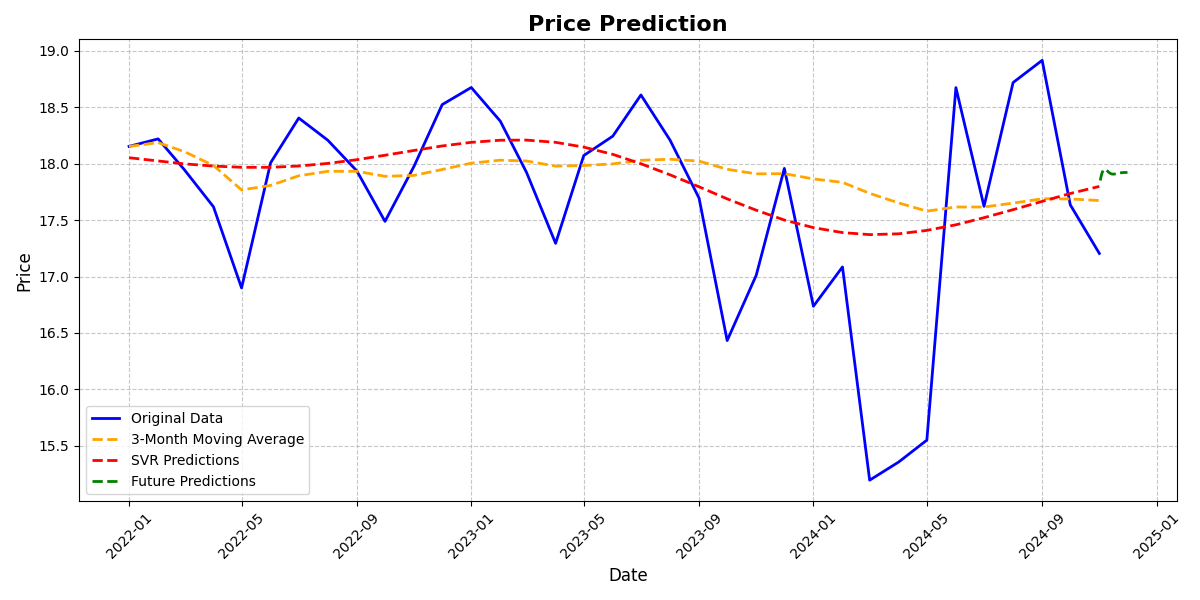 Price Prediction
Price
19.0
18.5
18.0
17.5
17.0
16.5
16.0
15.5
Original Data
3-Month Moving Average
SVR Predictions
Future Predictions
2022-01
2022-05
2022-09
2023-01
2023-05
2023-09
2024-01
2024-05
2024-09
2025-01
Date